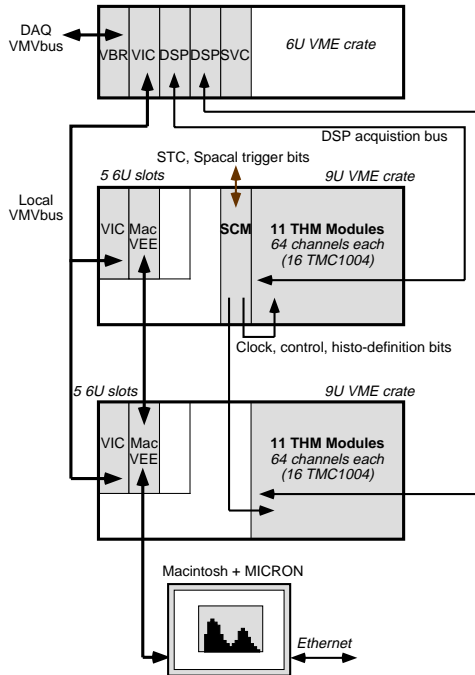 DAQ
VMVbus
VBR VIC DSP DSP SVC
6U VME crate
DSP acquistion bus
STC, Spacal trigger bits
5 6U slots
9U VME crate
Local
VMVbus
VIC Mac
VEE
SCM
11 THM Modules
64 channels each
(16 TMC1004)
Clock, control, histo-definition bits
5 6U slots
9U VME crate
VIC Mac
VEE
11 THM Modules
64 channels each
(16 TMC1004)
Macintosh + MICRON
Ethernet